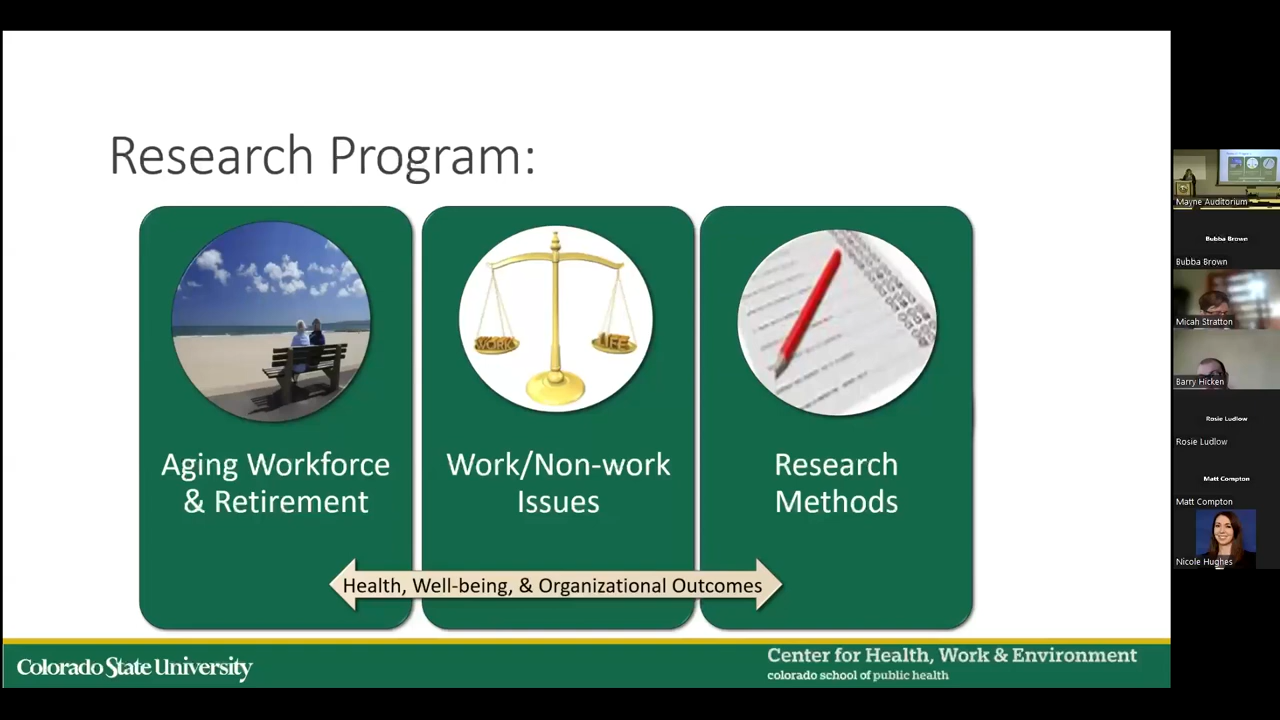 Research Program:
WORK
LIFE
Aging Workforce
& Retirement
Work/Non-work
Issues
Research
Methods
Health, Well-being, & Organizational Outcomes
Colorado State University
Center for Health, Work & Environment
colorado school of public health
Mayne Auditorium
Bubba Brown
Bubba Brown
Micah Stratton
Barry Hicken
Rosie Ludlow
Rosie Ludlow
Matt Compton
Matt Compton
Nicole Hughes